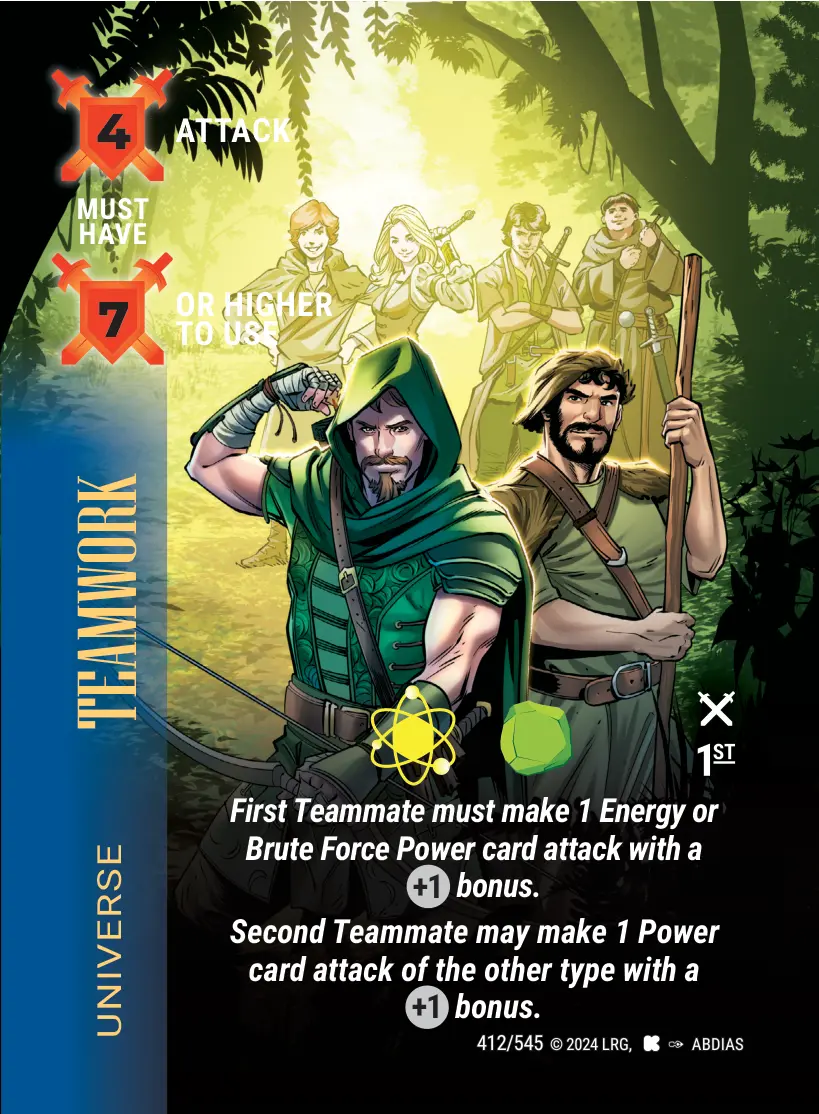 4 ATTACK
MUST
HAVE
7 OR HIGHER
TO USE
TEAMWORK
UNIVERSE
1ST
First Teammate must make 1 Energy or
Brute Force Power card attack with a
+1 bonus.
Second Teammate may make 1 Power
card attack of the other type with a
+1 bonus.
412/545 © 2024 LRG, ABDIAS